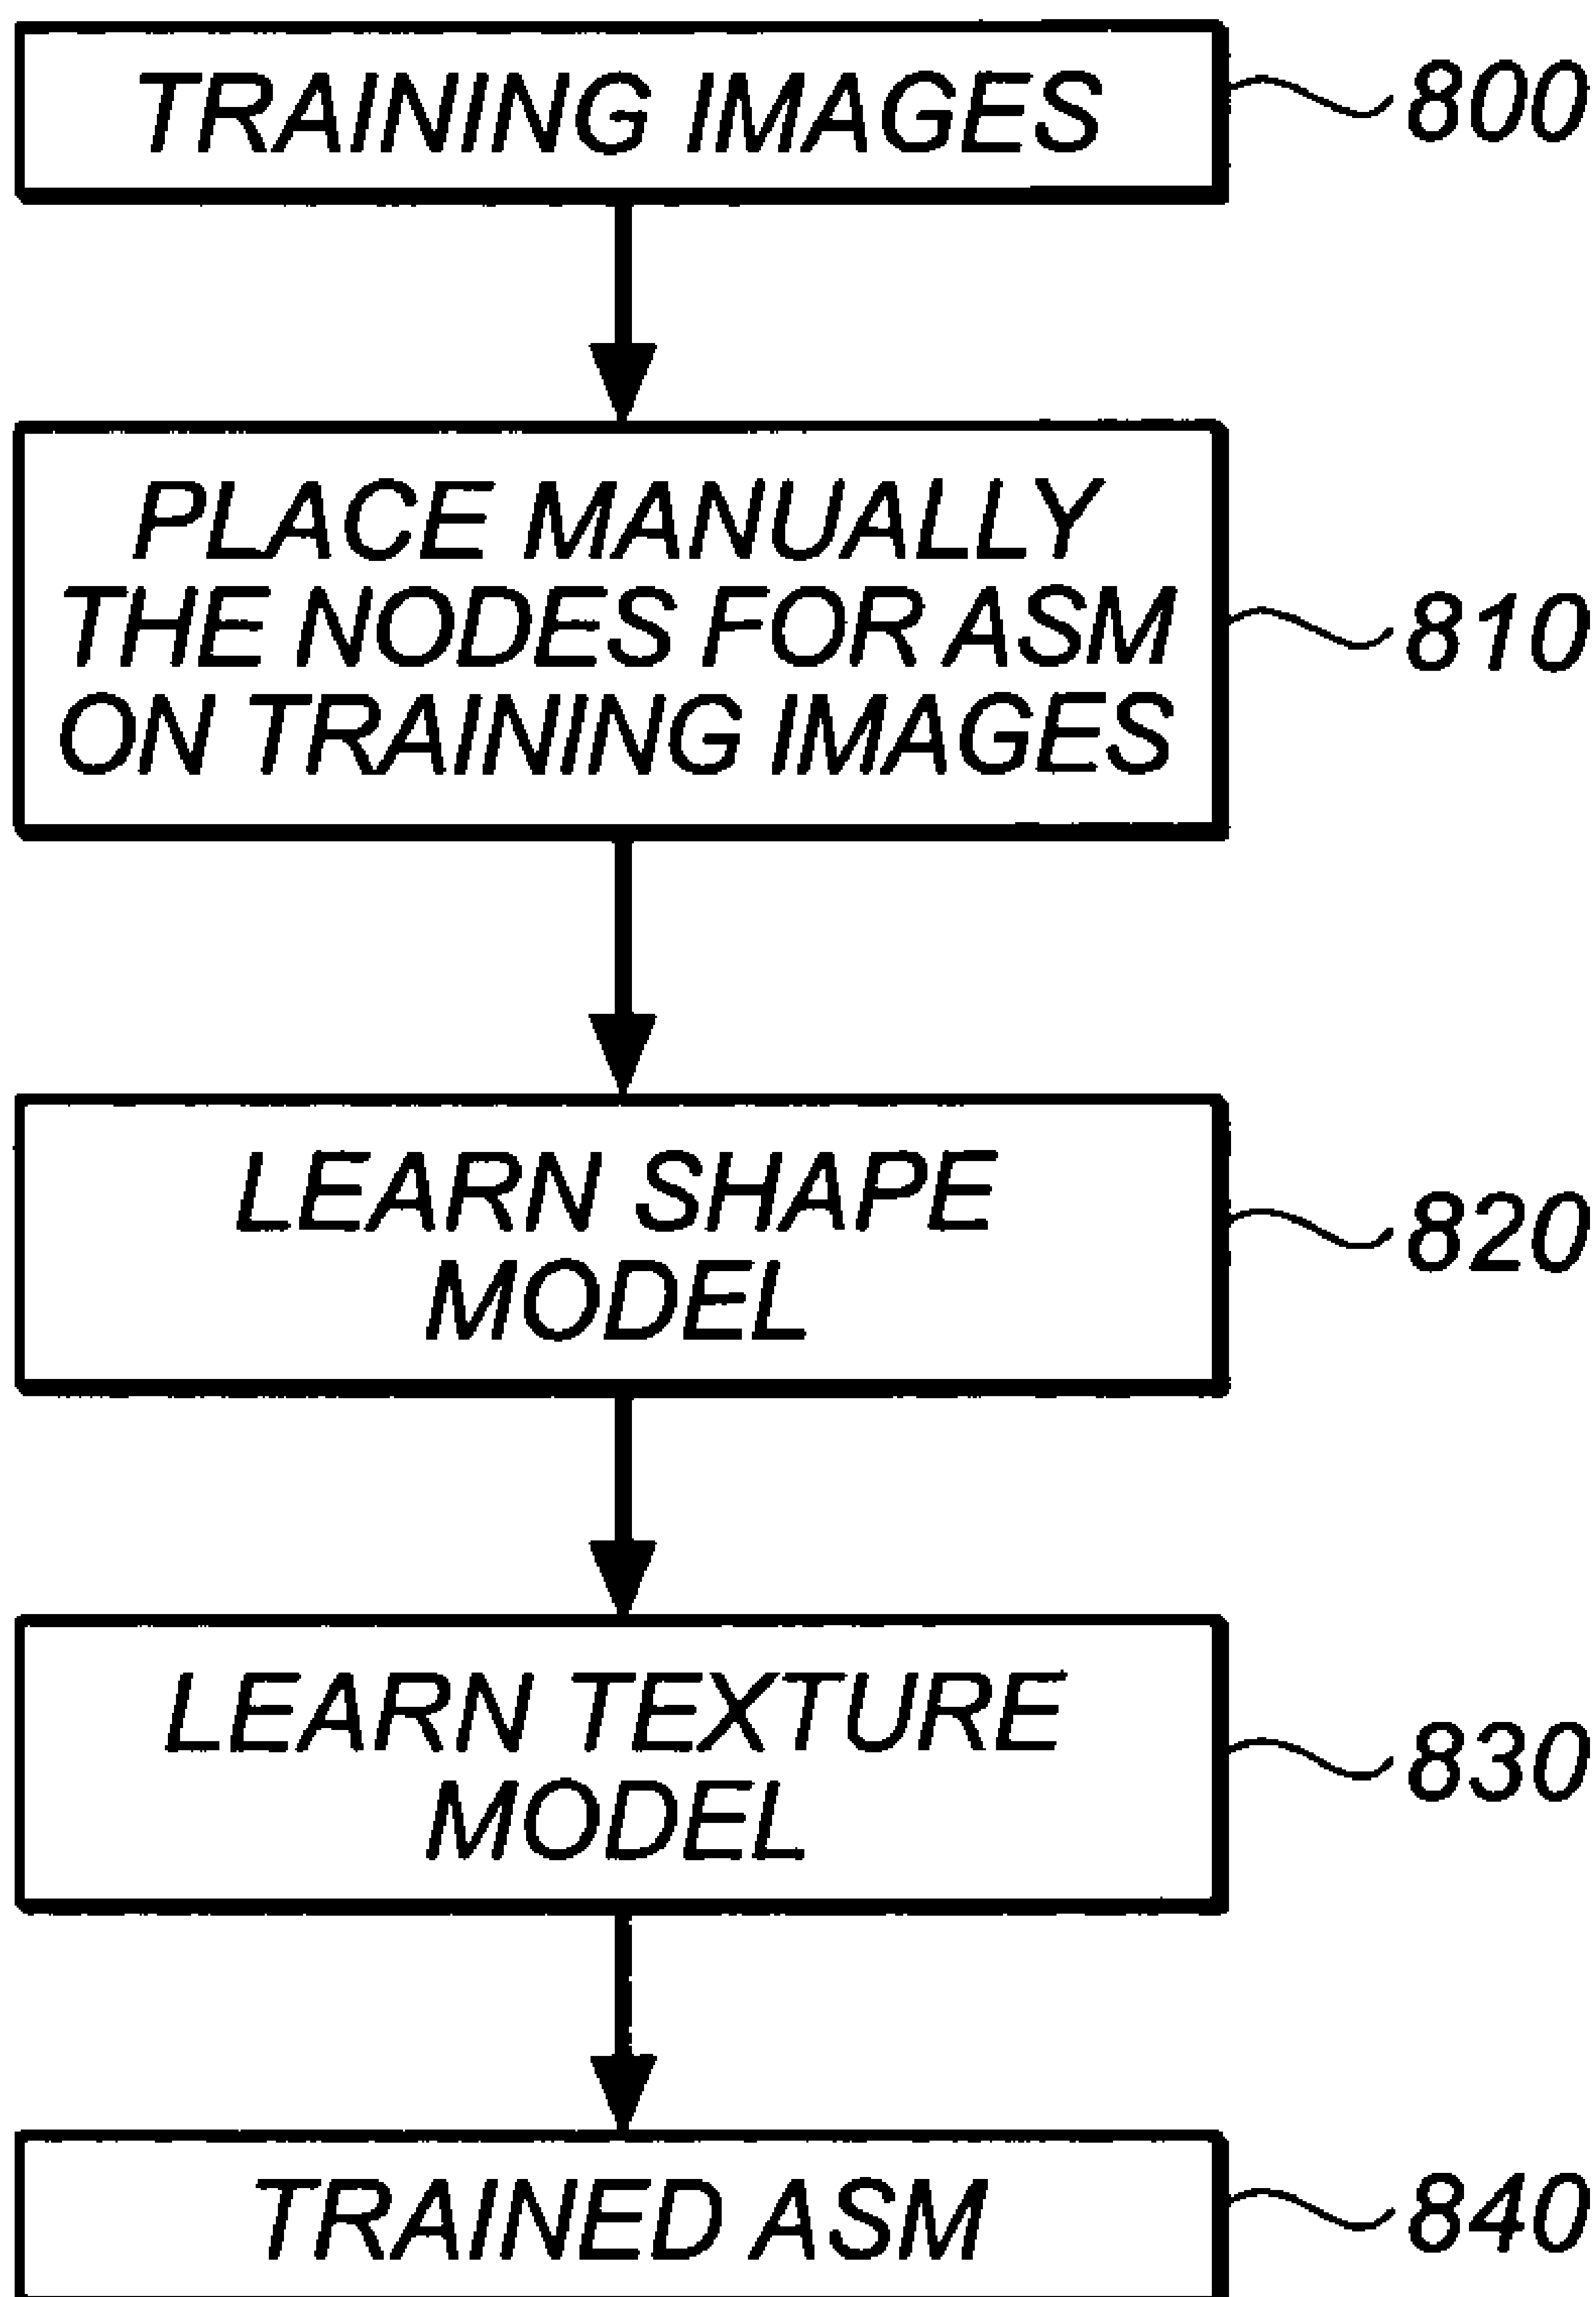 TRAINING IMAGES
800
PLACE MANUALLY
THE NODES FOR ASM
ON TRAINING IMAGES
810
LEARN SHAPE
MODEL
820
LEARN TEXTURE
MODEL
830
TRAINED ASM
840